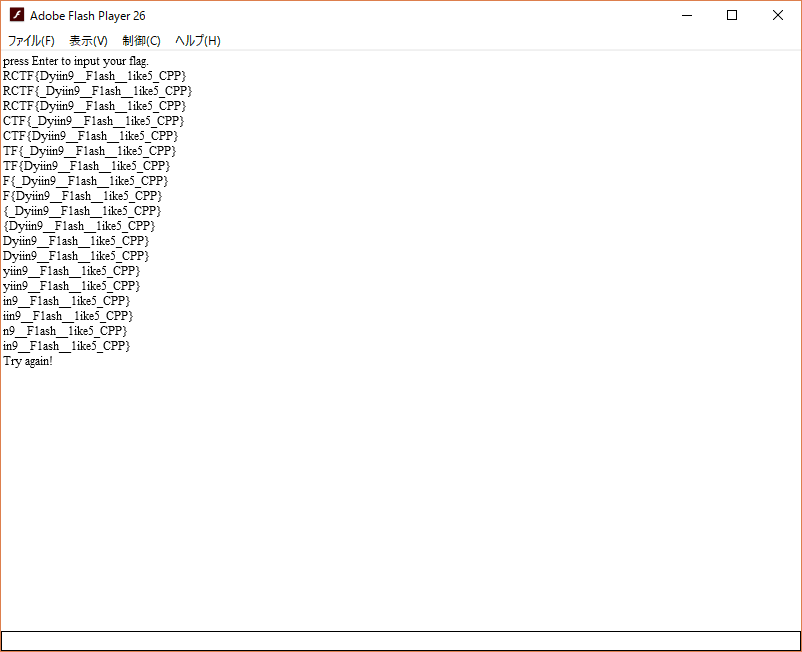 Adobe Flash Player 26
ファイル(F) 表示(V) 制御(C) ヘルプ(H)
press Enter to input your flag.
RCTF{Dyiin9__F1ash__1ike5_CPP}
RCTF{_Dyiin9__F1ash__1ike5_CPP}
RCTF{Dyiin9__F1ash__1ike5_CPP}
CTF{_Dyiin9__F1ash__1ike5_CPP}
CTF{Dyiin9__F1ash__1ike5_CPP}
TF{_Dyiin9__F1ash__1ike5_CPP}
TF{Dyiin9__F1ash__1ike5_CPP}
F{_Dyiin9__F1ash__1ike5_CPP}
F{Dyiin9__F1ash__1ike5_CPP}
{_Dyiin9__F1ash__1ike5_CPP}
{Dyiin9__F1ash__1ike5_CPP}
Dyiin9__F1ash__1ike5_CPP}
Dyiin9__F1ash__1ike5_CPP}
yiin9__F1ash__1ike5_CPP}
yiin9__F1ash__1ike5_CPP}
in9__F1ash__1ike5_CPP}
iin9__F1ash__1ike5_CPP}
n9__F1ash__1ike5_CPP}
in9__F1ash__1ike5_CPP}
Try again!